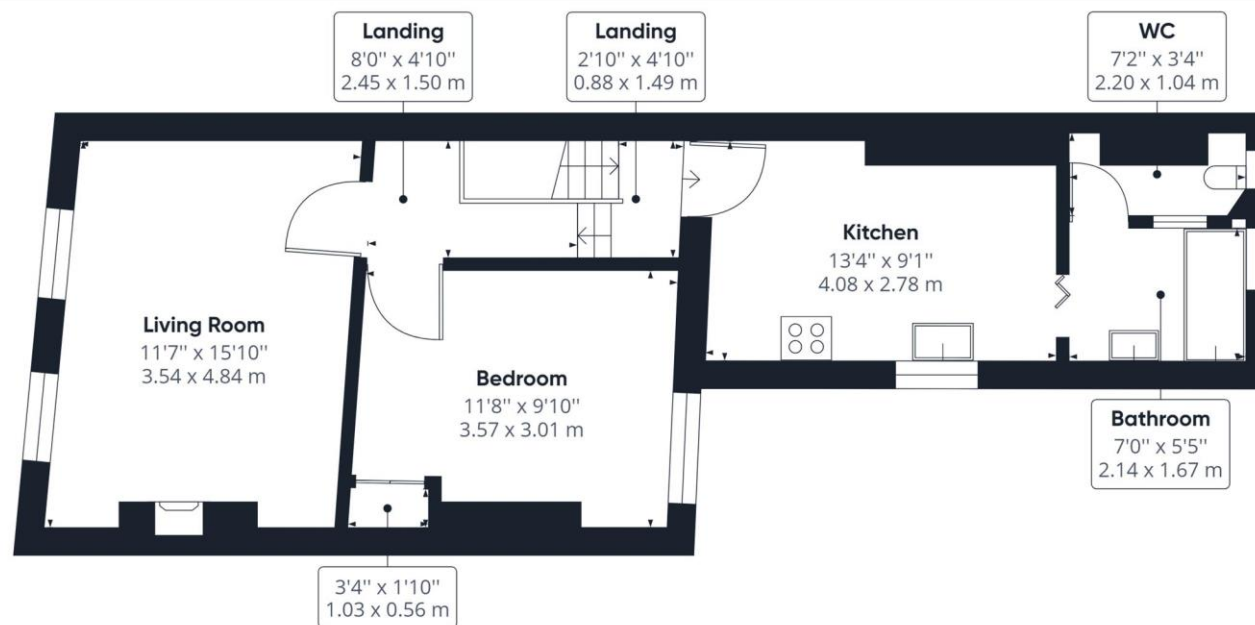 Landing
8'0'' x 4'10''
2.45 x 1.50 m
Landing
2'10'' x 4'10''
0.88 x 1.49 m
WC
7'2'' x 3'4''
2.20 x 1.04 m
Kitchen
13'4'' x 9'1''
4.08 x 2.78 m
Living Room
11'7'' x 15'10''
3.54 x 4.84 m
Bedroom
11'8'' x 9'10''
3.57 x 3.01 m
Bathroom
7'0'' x 5'5''
2.14 x 1.67 m
3'4'' x 1'10''
1.03 x 0.56 m